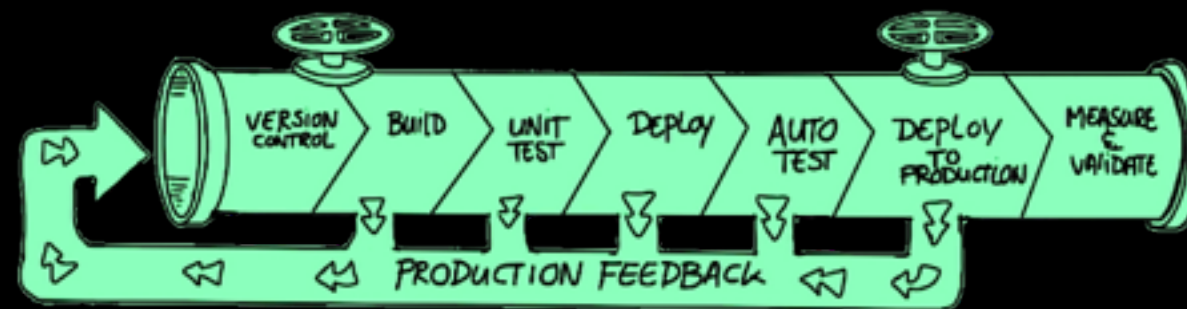 VERSION
CONTROL
BUILD
UNIT
TEST
DEPLOY
AUTO
TEST
DEPLOY
TO
PRODUCTION
MEASURE
&
VALIDATE
PRODUCTION FEEDBACK